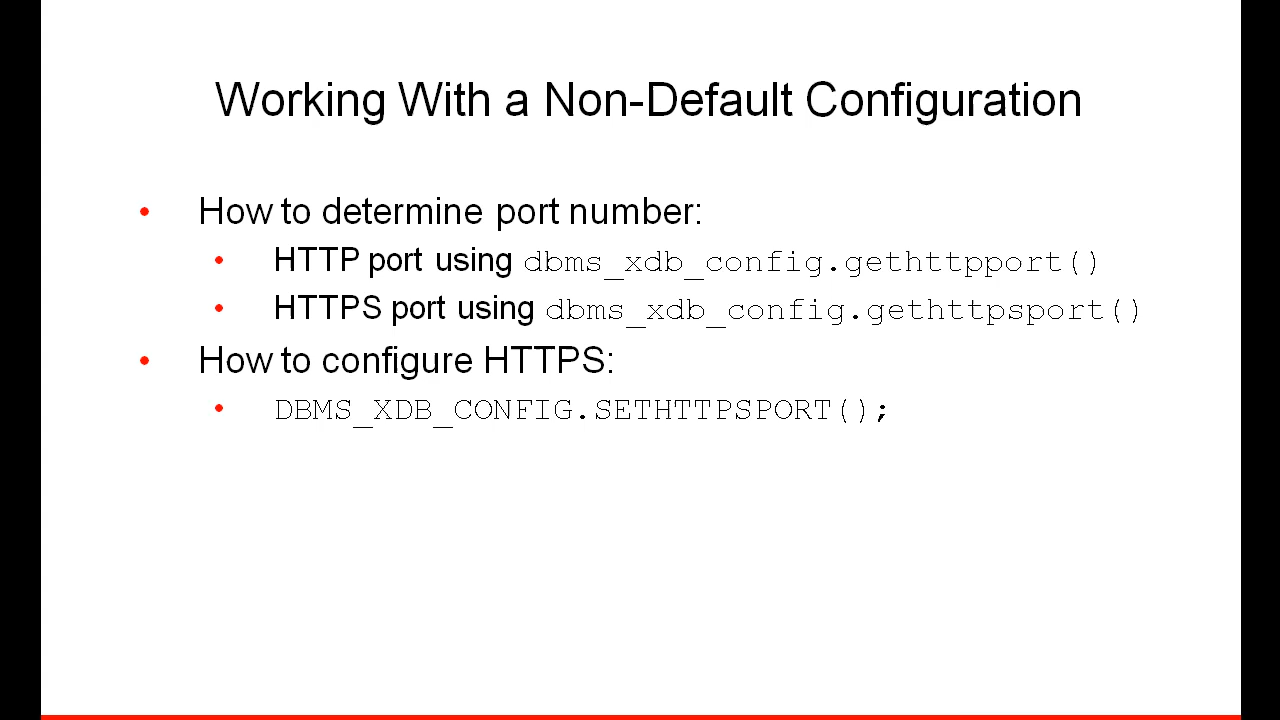 Working With a Non-Default Configuration
• How to determine port number:
• HTTP port using dbms_xdb_config.gethttpport()
• HTTPS port using dbms_xdb_config.gethttpsport()
• How to configure HTTPS:
• DBMS_XDB_CONFIG.SETHTTPSPORT();